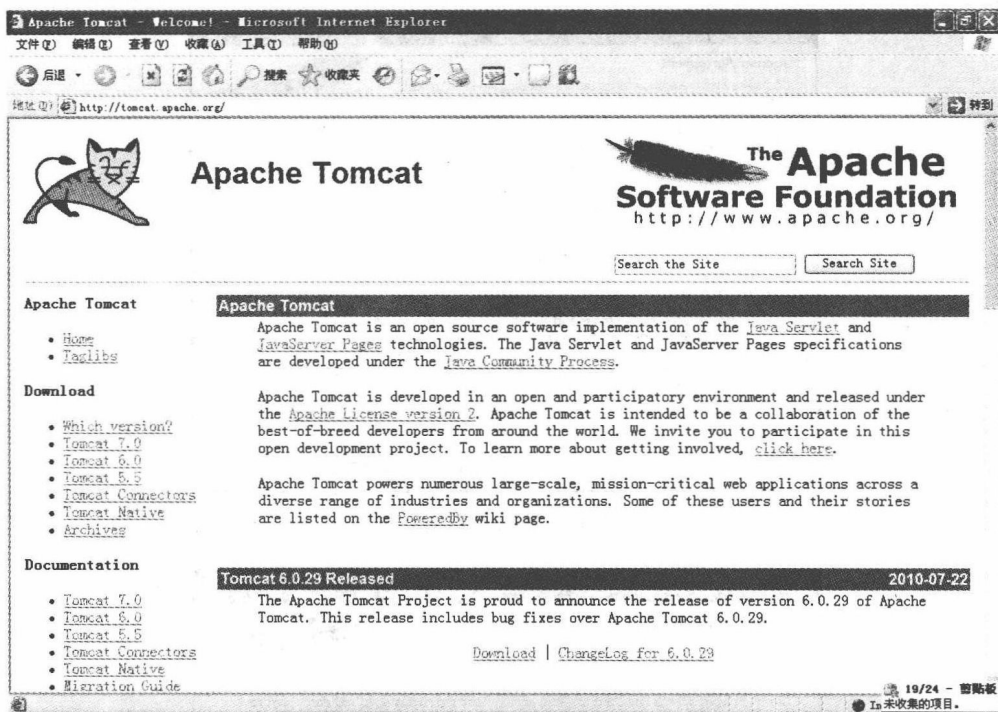 Apache Tomcat - Welcome! - Microsoft Internet Explorer
文件(F) 编辑(E) 查看(V) 收藏(A) 工具(T) 帮助(H)
后退 搜索 收藏夹
地址(D) http://tomcat.apache.org/ 转到
Apache Tomcat
The Apache
Software Foundation
http://www.apache.org/
Search the Site Search Site
Apache Tomcat
Home
Taglibs
Download
Which version?
Tomcat 7.0
Tomcat 6.0
Tomcat 5.5
Tomcat Connectors
Tomcat Native
Archives
Documentation
Tomcat 7.0
Tomcat 6.0
Tomcat 5.5
Tomcat Connectors
Tomcat Native
Migration Guide
Apache Tomcat
Apache Tomcat is an open source software implementation of the Java Servlet and
JavaServer Pages technologies. The Java Servlet and JavaServer Pages specifications
are developed under the Java Community Process.
Apache Tomcat is developed in an open and participatory environment and released under
the Apache License version 2. Apache Tomcat is intended to be a collaboration of the
best-of-breed developers from around the world. We invite you to participate in this
open development project. To learn more about getting involved, click here.
Apache Tomcat powers numerous large-scale, mission-critical web applications across a
diverse range of industries and organizations. Some of these users and their stories
are listed on the PoweredBy wiki page.
Tomcat 6.0.29 Released 2010-07-22
The Apache Tomcat Project is proud to announce the release of version 6.0.29 of Apache
Tomcat. This release includes bug fixes over Apache Tomcat 6.0.29.
Download | ChangeLog for 6.0.29
19/24 - 剪贴板
In 未收集的项目.